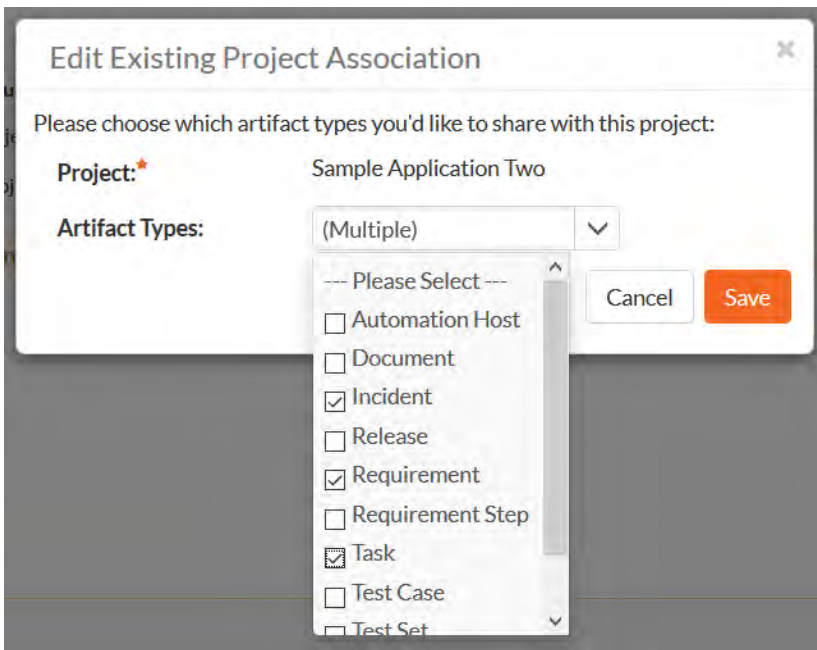 Edit Existing Project Association
Please choose which artifact types you'd like to share with this project:
Project:* Sample Application Two
Artifact Types: (Multiple)
--- Please Select ---
Automation Host
Cancel Save
Document
Incident
Release
Requirement
Requirement Step
Task
Test Case
Test Set